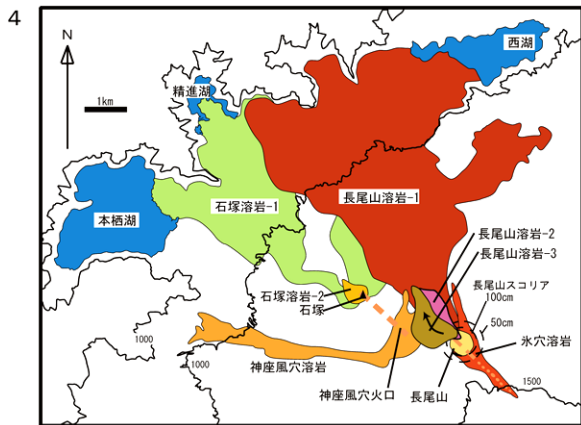 4
N
1km
西湖
精進湖
本栖湖
石塚溶岩-1
長尾山溶岩-1
長尾山溶岩-2
長尾山溶岩-3
長尾山スコリア
100cm
50cm
石塚溶岩-2
石塚
氷穴溶岩
1000
1000
神座風穴溶岩
神座風穴火口
長尾山
1500